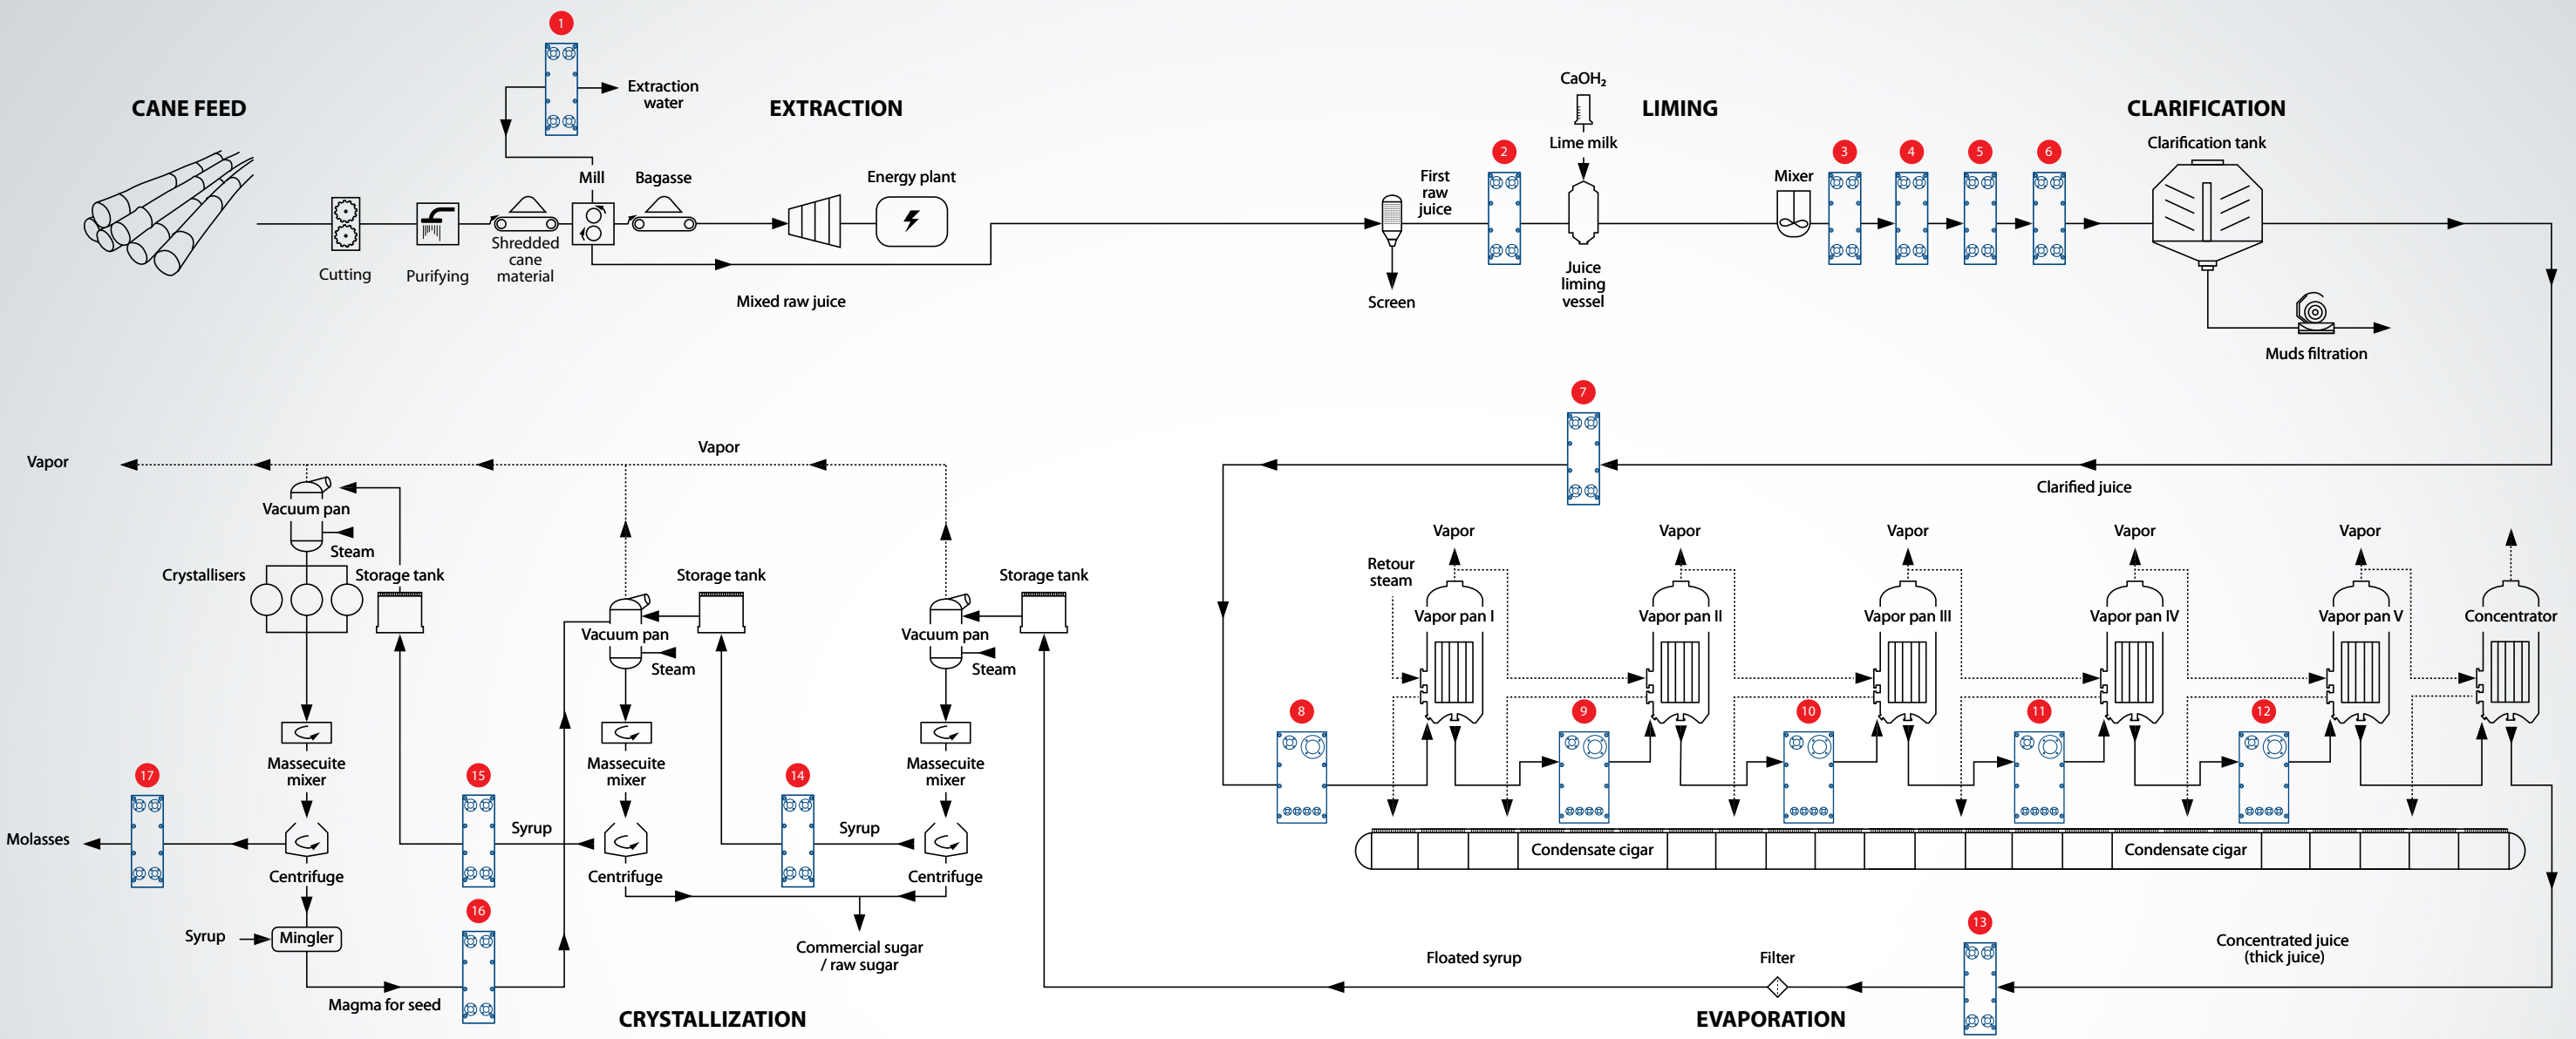 1
CANE FEED
Extraction
water
EXTRACTION
Mill
Bagasse
Energy plant
Cutting
Purifying
Shredded
cane
material
Mixed raw juice
CaOH₂
LIMING
CLARIFICATION
Lime milk
Clarification tank
2
3
4
5
6
First
raw
juice
Mixer
Juice
liming
vessel
Screen
Muds filtration
7
Clarified juice
Vapor
Vapor
Vacuum pan
Steam
Crystallisers
Storage tank
Storage tank
Storage tank
Vacuum pan
Vacuum pan
Steam
Steam
Massecuite
mixer
Massecuite
mixer
Massecuite
mixer
17
15
14
Molasses
Syrup
Syrup
Centrifuge
Centrifuge
Centrifuge
16
Syrup
Mingler
Magma for seed
Commercial sugar
/ raw sugar
CRYSTALLIZATION
Vapor
Vapor
Vapor
Vapor
Vapor
Retour
steam
Vapor pan I
Vapor pan II
Vapor pan III
Vapor pan IV
Vapor pan V
Concentrator
8
9
10
11
12
Condensate cigar
Condensate cigar
13
Concentrated juice
(thick juice)
Floated syrup
Filter
EVAPORATION